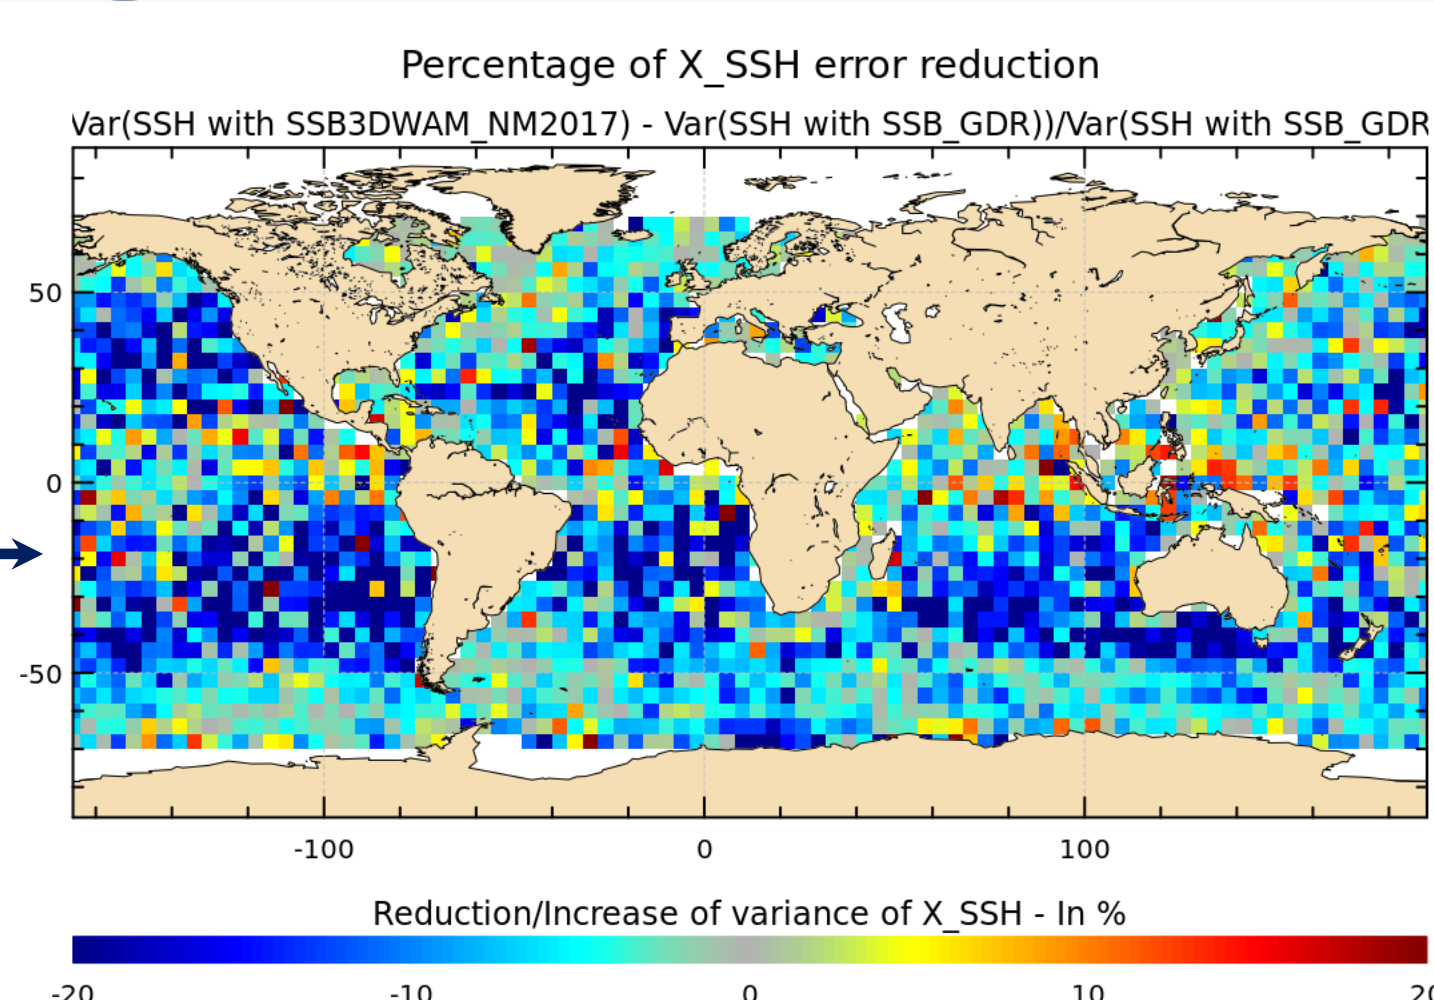 Percentage of X_SSH error reduction
Var(SSH with SSB3DWAM_NM2017) - Var(SSH with SSB_GDR))/Var(SSH with SSB_GDR
50
0
-50
-100 0 100
Reduction/Increase of variance of X_SSH - In %
-20 -10 0 10 20